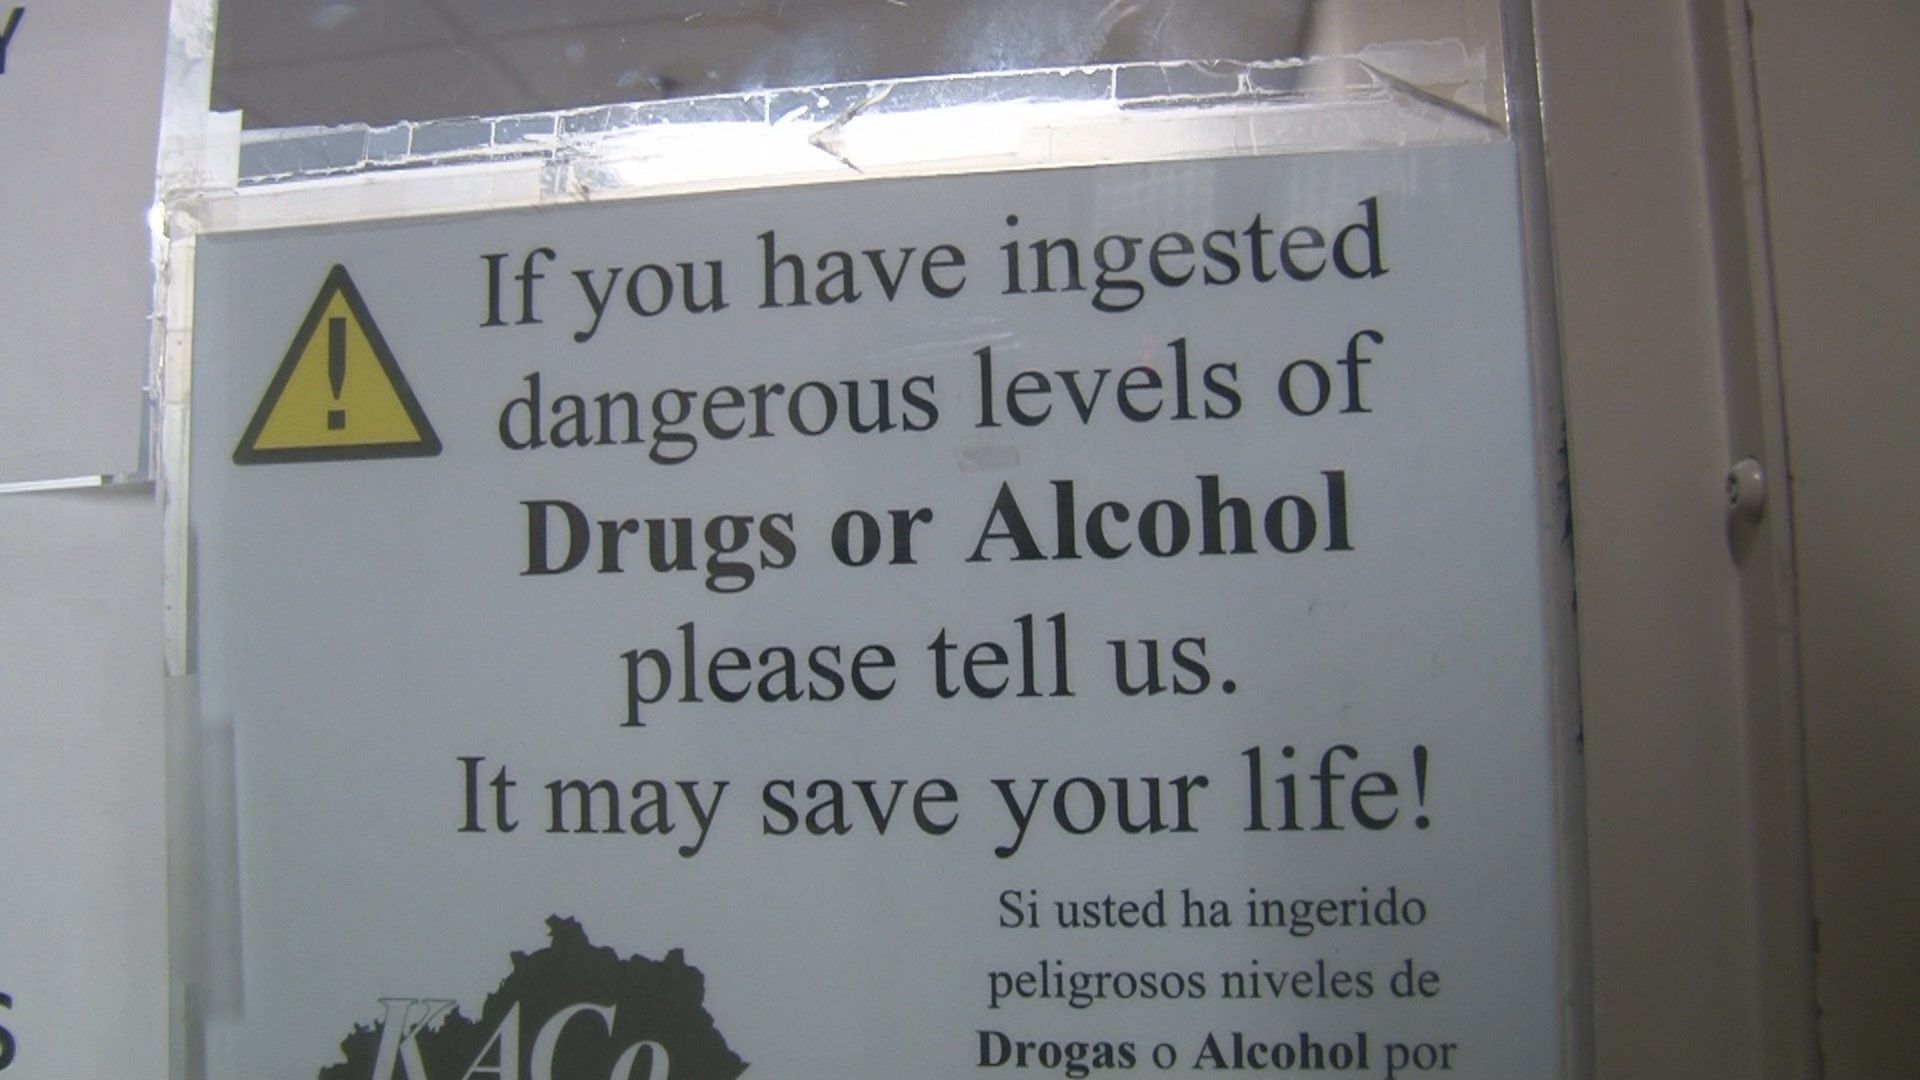 Y
If you have ingested
dangerous levels of
Drugs or Alcohol
please tell us.
It may save your life!
Si usted ha ingerido
peligrosos niveles de
Drogas o Alcohol por
KACo
S